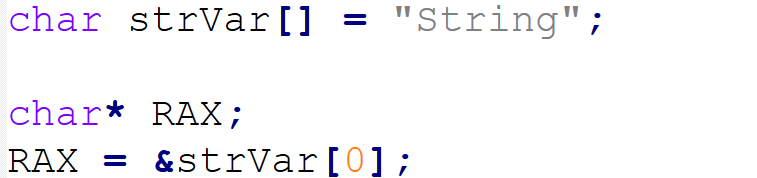 char strVar[] = "String";
char* RAX;
RAX = &strVar[0];